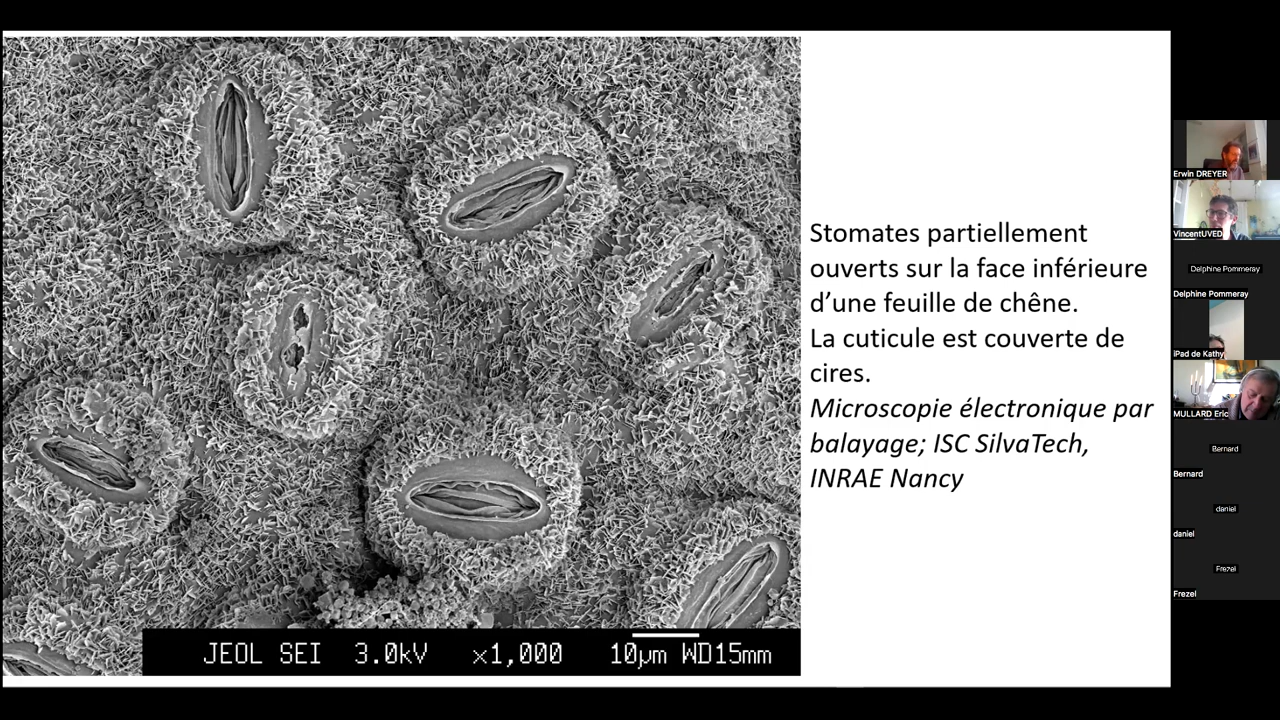 Stomates partiellement
ouverts sur la face inférieure
d’une feuille de chêne.
La cuticule est couverte de
cires.
Microscopie électronique par
balayage; ISC SilvaTech,
INRAE Nancy
JEOL SEI 3.0kV ×1,000 10µm WD15mm
Erwin DREYER
VincentUVED
Delphine Pommeray
Delphine Pommeray
iPad de Kathy
MULLARD Eric
Bernard
Bernard
daniel
daniel
Frezel
Frezel